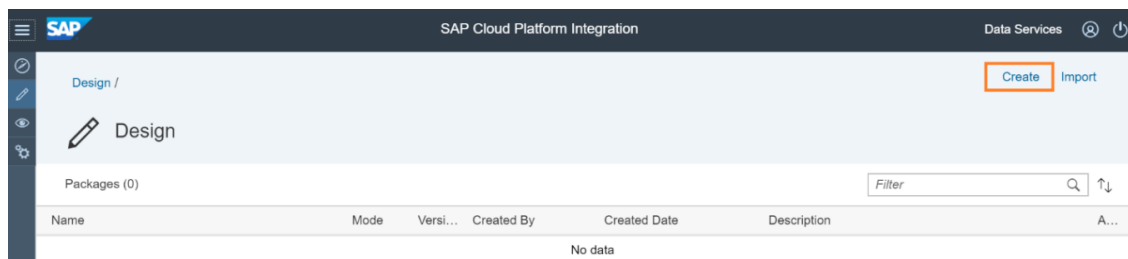 SAP SAP Cloud Platform Integration Data Services
Design / Create Import
Design
Packages (0) Filter
Name Mode Versi... Created By Created Date Description A...
No data